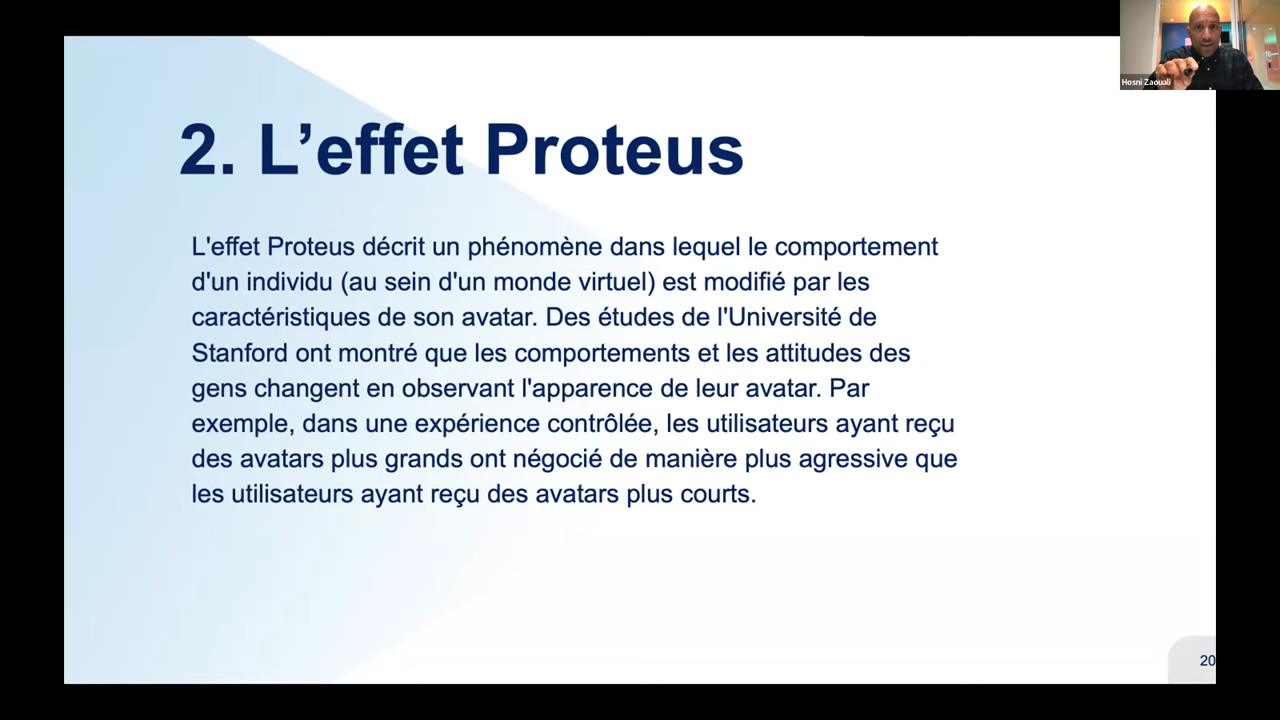 Hosni Zaouali
2. L’effet Proteus
L'effet Proteus décrit un phénomène dans lequel le comportement
d'un individu (au sein d'un monde virtuel) est modifié par les
caractéristiques de son avatar. Des études de l'Université de
Stanford ont montré que les comportements et les attitudes des
gens changent en observant l'apparence de leur avatar. Par
exemple, dans une expérience contrôlée, les utilisateurs ayant reçu
des avatars plus grands ont négocié de manière plus agressive que
les utilisateurs ayant reçu des avatars plus courts.
20